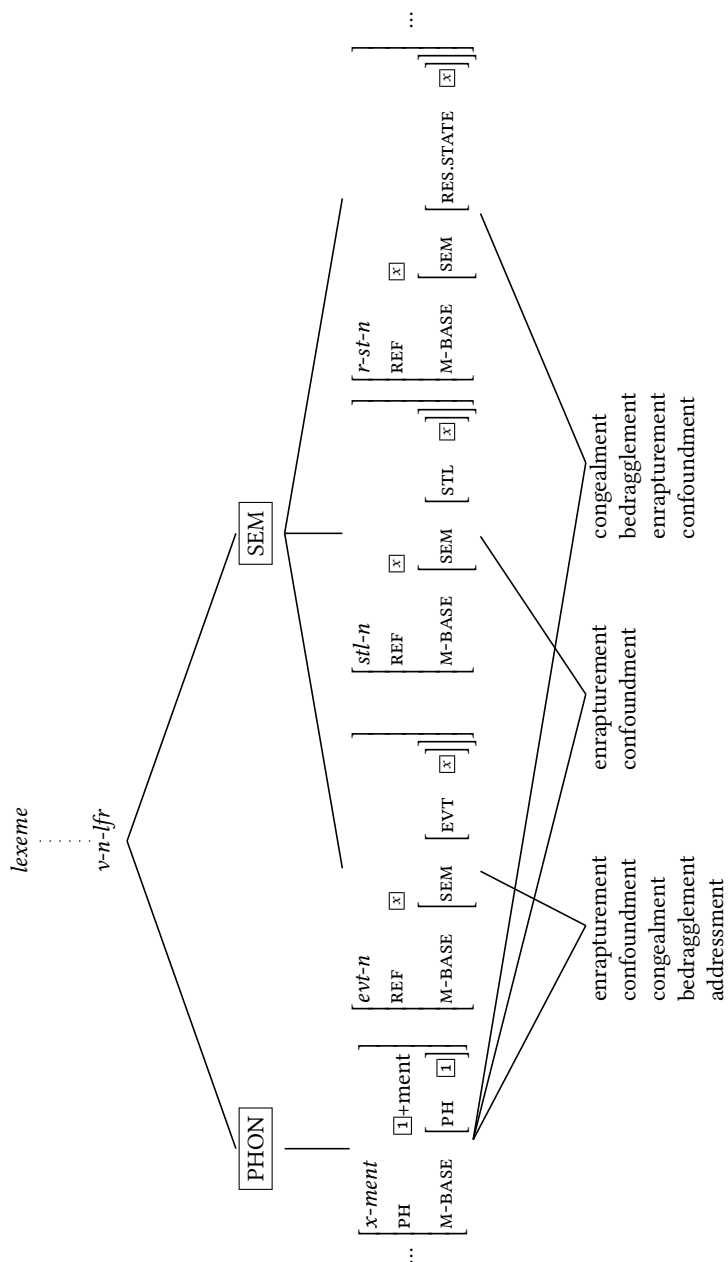 lexeme
v-n-lfr
PHON
SEM
...
x-ment
PH 1+ment
M-BASE [PH 1]
evt-n
REF x
M-BASE [SEM [EVT x]]
stl-n
REF x
M-BASE [SEM [STL x]]
r-st-n
REF x
M-BASE [SEM [RES.STATE x]]
...
enrapturement
confoundment
congealment
bedragglement
addressment
enrapturement
confoundment
congealment
bedragglement
enrapturement
confoundment